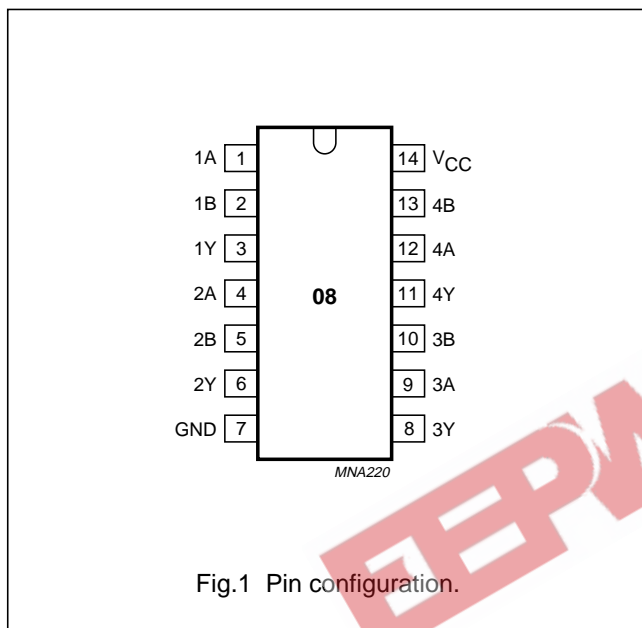 1A 1 14 VCC
1B 2 13 4B
1Y 3 12 4A
2A 4 08 11 4Y
2B 5 10 3B
2Y 6 9 3A
GND 7 8 3Y
MNA220
Fig.1 Pin configuration.
EEPW